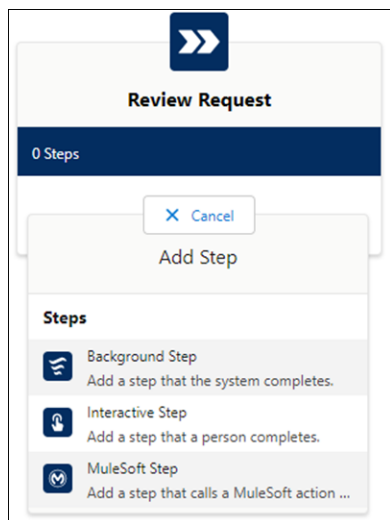 Review Request
0 Steps
Cancel
Add Step
Steps
Background Step
Add a step that the system completes.
Interactive Step
Add a step that a person completes.
MuleSoft Step
Add a step that calls a MuleSoft action ...